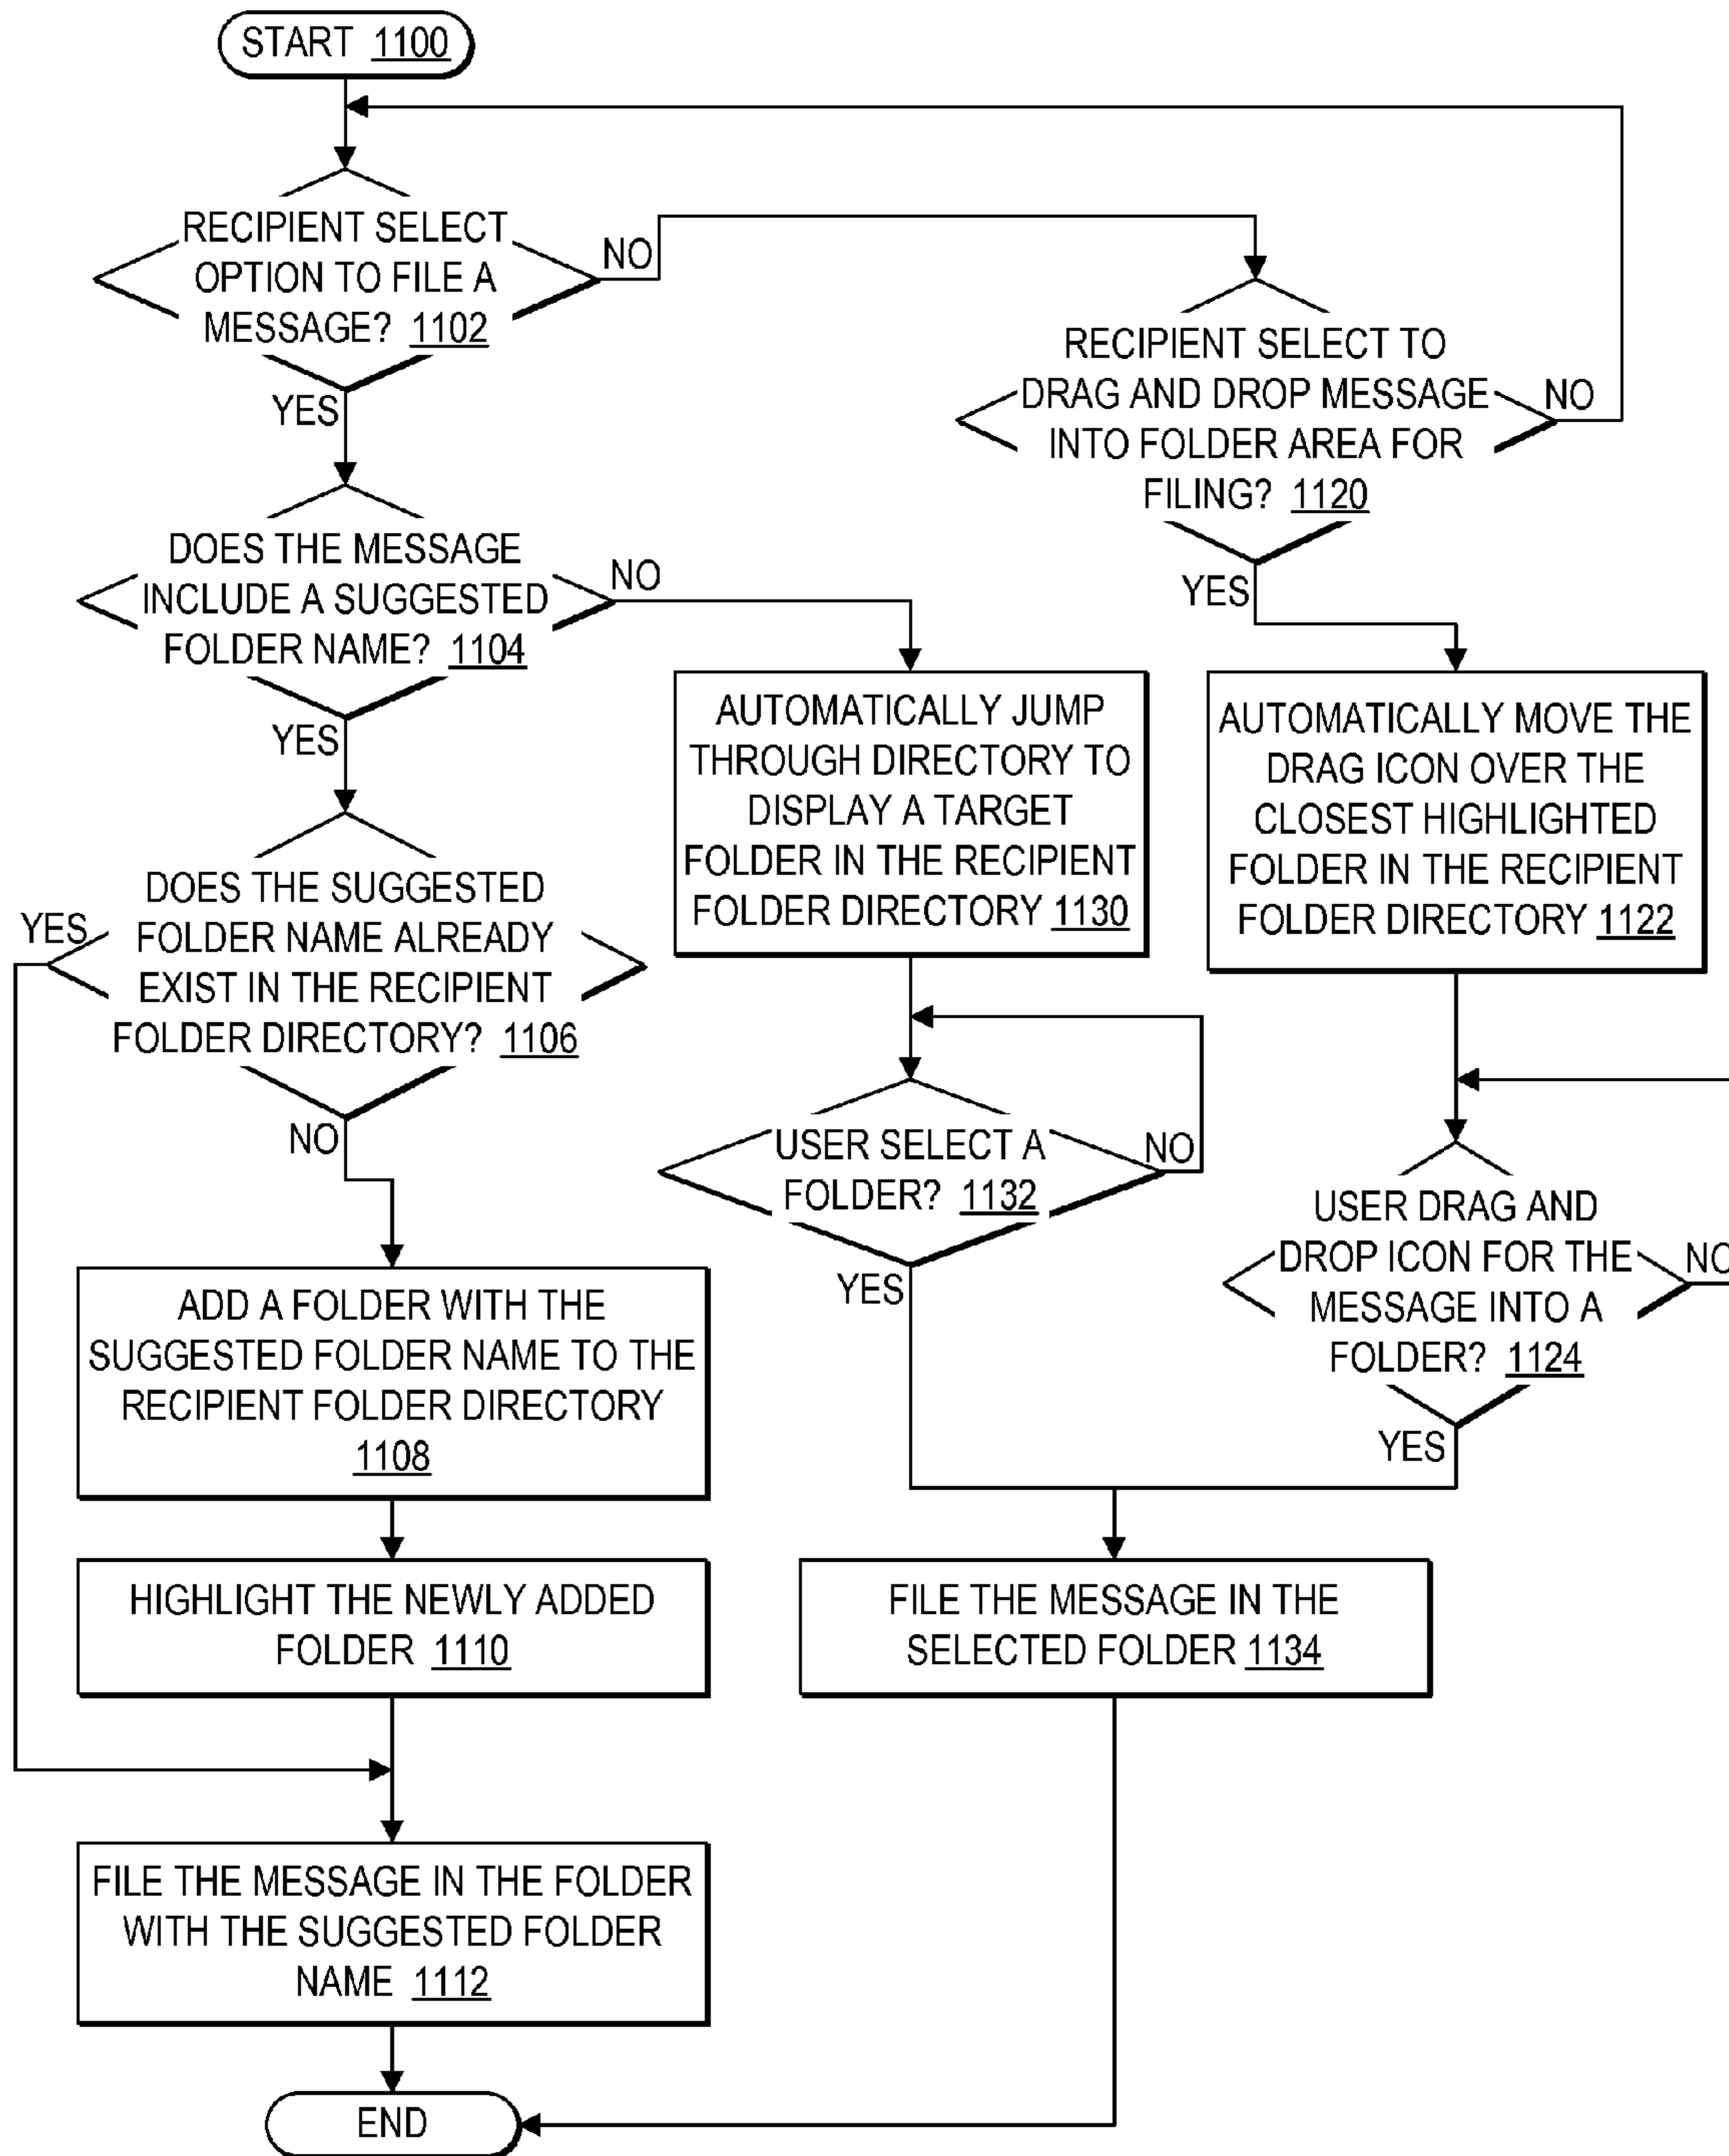 START 1100
RECIPIENT SELECT
OPTION TO FILE A
MESSAGE? 1102
NO
YES
RECIPIENT SELECT TO
DRAG AND DROP MESSAGE
INTO FOLDER AREA FOR
FILING? 1120
NO
YES
DOES THE MESSAGE
INCLUDE A SUGGESTED
FOLDER NAME? 1104
NO
YES
AUTOMATICALLY JUMP
THROUGH DIRECTORY TO
DISPLAY A TARGET
FOLDER IN THE RECIPIENT
FOLDER DIRECTORY 1130
AUTOMATICALLY MOVE THE
DRAG ICON OVER THE
CLOSEST HIGHLIGHTED
FOLDER IN THE RECIPIENT
FOLDER DIRECTORY 1122
DOES THE SUGGESTED
FOLDER NAME ALREADY
EXIST IN THE RECIPIENT
FOLDER DIRECTORY? 1106
YES
NO
USER SELECT A
FOLDER? 1132
NO
YES
USER DRAG AND
DROP ICON FOR THE
MESSAGE INTO A
FOLDER? 1124
NO
YES
ADD A FOLDER WITH THE
SUGGESTED FOLDER NAME TO THE
RECIPIENT FOLDER DIRECTORY
1108
HIGHLIGHT THE NEWLY ADDED
FOLDER 1110
FILE THE MESSAGE IN THE
SELECTED FOLDER 1134
FILE THE MESSAGE IN THE FOLDER
WITH THE SUGGESTED FOLDER
NAME 1112
END